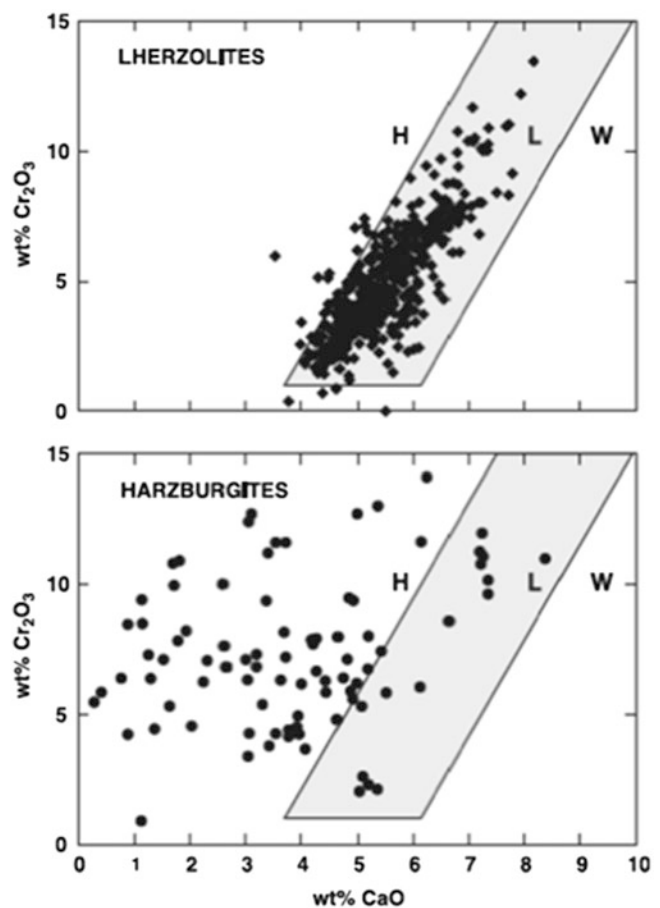 15
LHERZOLITES
H
L
W
10
wt% Cr₂O₃
5
0
15
HARZBURGITES
H
L
W
10
wt% Cr₂O₃
5
0
0 1 2 3 4 5 6 7 8 9 10
wt% CaO